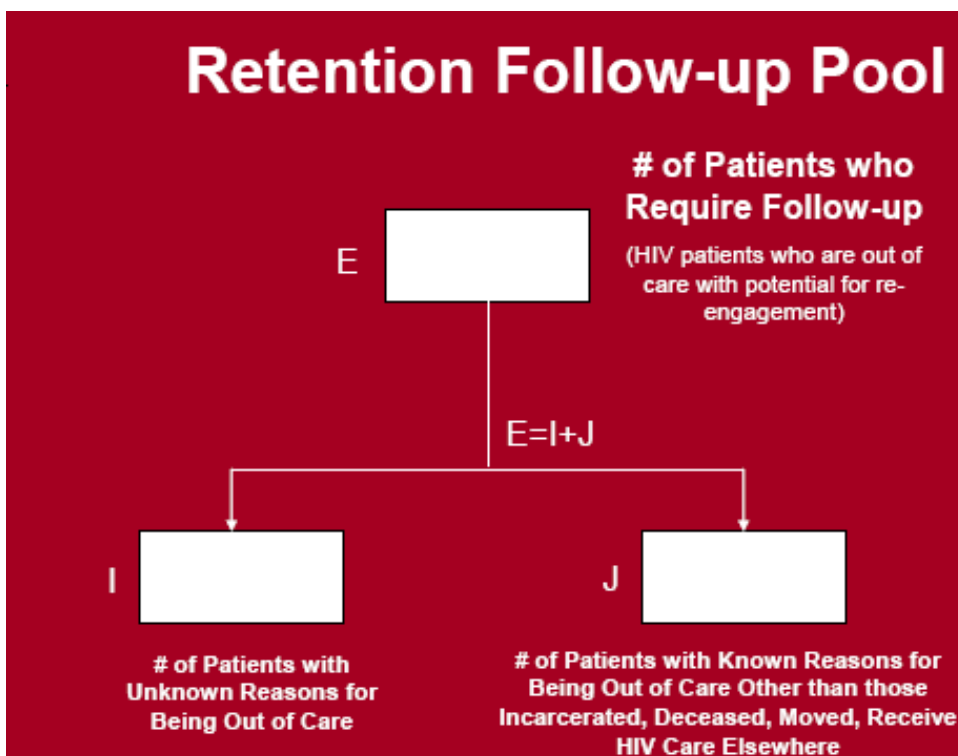 Retention Follow-up Pool
# of Patients who
Require Follow-up
(HIV patients who are out of
care with potential for re-
engagement)
E
E=I+J
I
J
# of Patients with
Unknown Reasons for
Being Out of Care
# of Patients with Known Reasons for
Being Out of Care Other than those
Incarcerated, Deceased, Moved, Receive
HIV Care Elsewhere